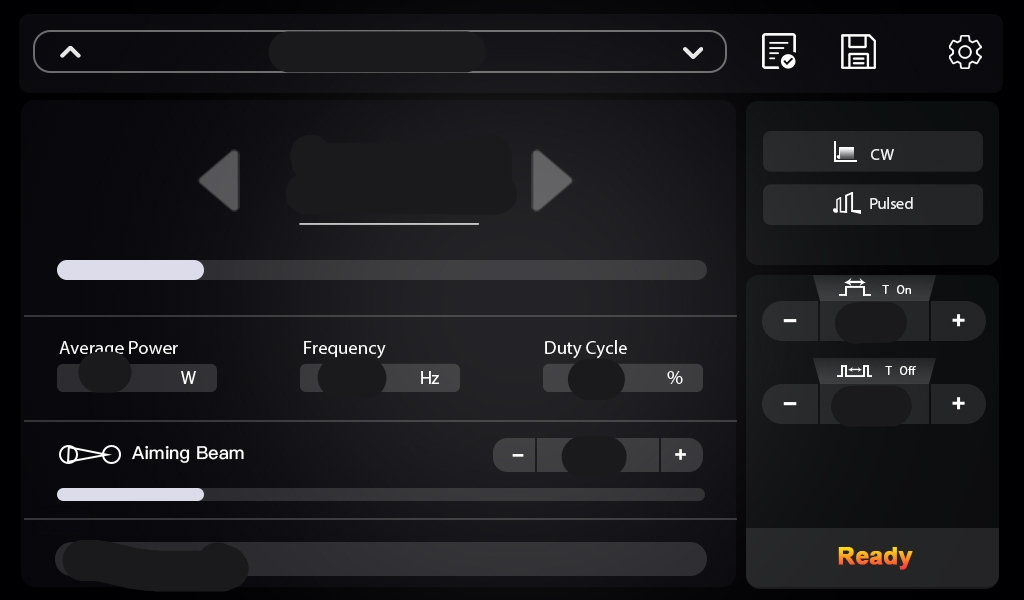 CW
Pulsed
T On
Average Power
Frequency
Duty Cycle
W
Hz
%
T Off
Aiming Beam
Ready